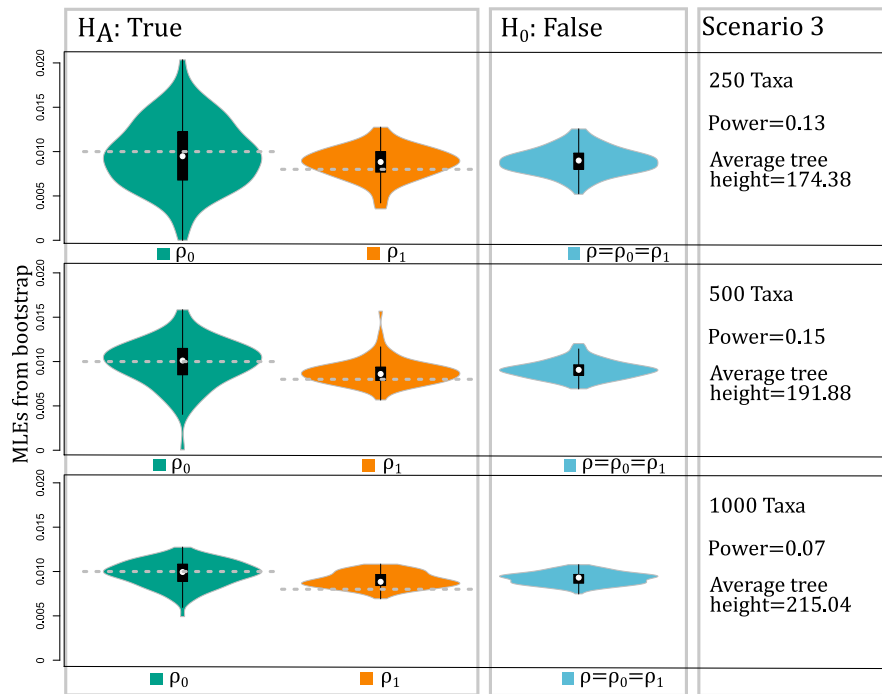 H_A: True
H₀: False
Scenario 3
MLEs from bootstrap
0.020
0.015
0.010
0.005
0
250 Taxa
Power=0.13
Average tree
height=174.38
ρ₀
ρ₁
ρ=ρ₀=ρ₁
0.020
0.015
0.010
0.005
0
500 Taxa
Power=0.15
Average tree
height=191.88
ρ₀
ρ₁
ρ=ρ₀=ρ₁
0.020
0.015
0.010
0.005
0
1000 Taxa
Power=0.07
Average tree
height=215.04
ρ₀
ρ₁
ρ=ρ₀=ρ₁